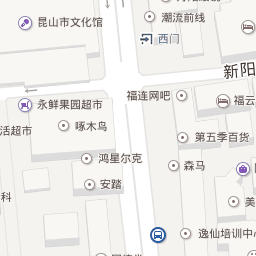 昆山市文化馆
潮流前线
西门
新阳
福连网吧
永鲜果园超市
福云
活超市
啄木鸟
第五季百货
鸿星尔克
森马
安踏
科
美
逸仙培训中心